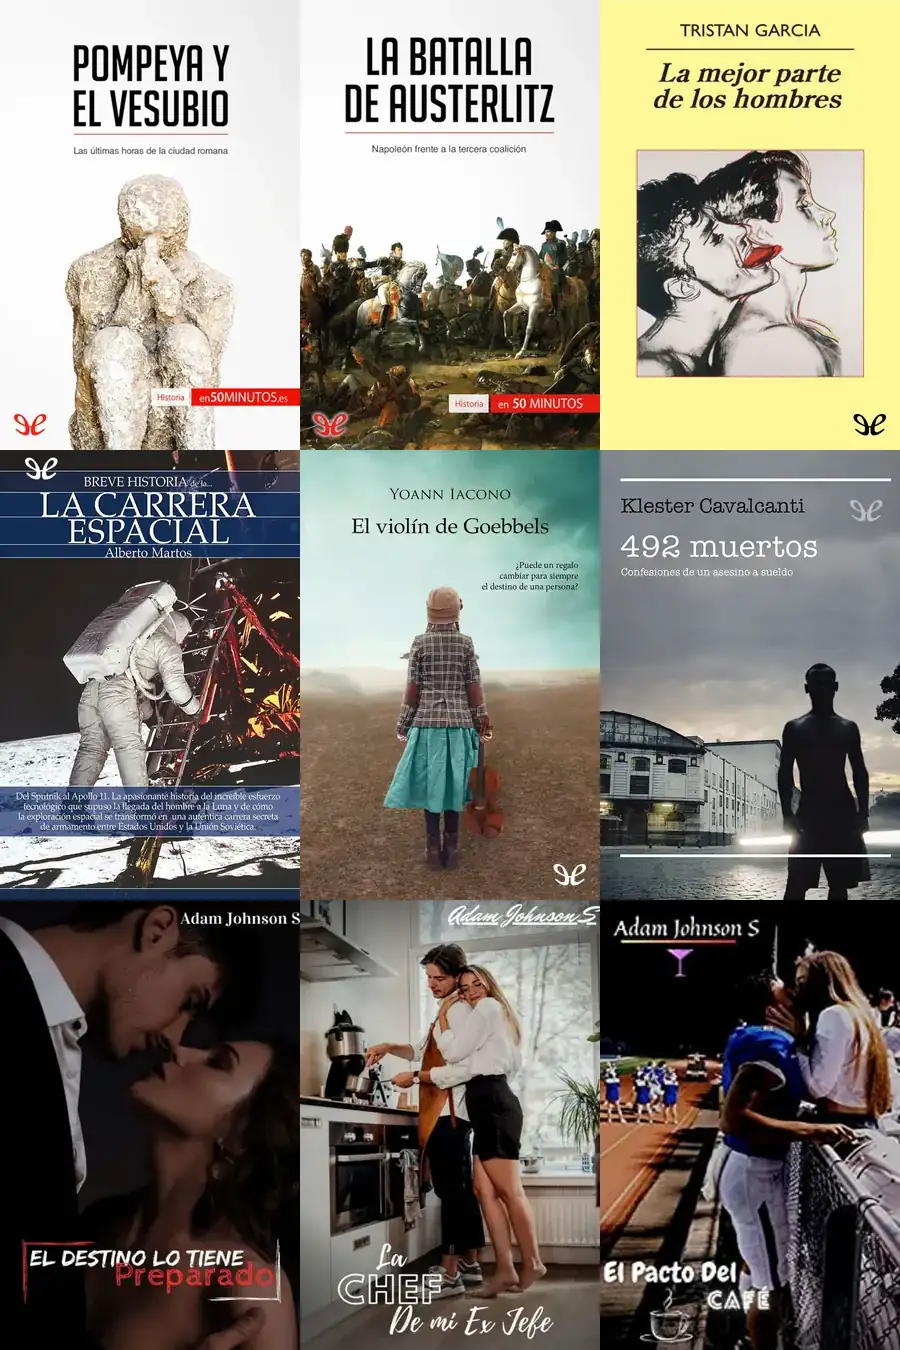 POMPEYA Y
EL VESUBIO
Las últimas horas de la ciudad romana
Historia
en50MINUTOS.es
LA BATALLA
DE AUSTERLITZ
Napoleón frente a la tercera coalición
Historia
en 50 MINUTOS
TRISTAN GARCIA
La mejor parte
de los hombres
BREVE HISTORIA de la...
LA CARRERA
ESPACIAL
Alberto Martos
Del Sputnik al Apollo 11. La apasionante historia del increíble esfuerzo
tecnológico que supuso la llegada del hombre a la Luna y de cómo
la exploración espacial se transformó en una auténtica carrera secreta
de armamento entre Estados Unidos y la Unión Soviética.
YOANN IACONO
El violín de Goebbels
¿Puede un regalo
cambiar para siempre
el destino de una persona?
Klester Cavalcanti
492 muertos
Confesiones de un asesino a sueldo
Adam Johnson S
EL DESTINO LO TIENE
Preparado
Adam Johnson S
La
CHEF
De mi Ex Jefe
Adam Johnson S
El Pacto Del
CAFÉ